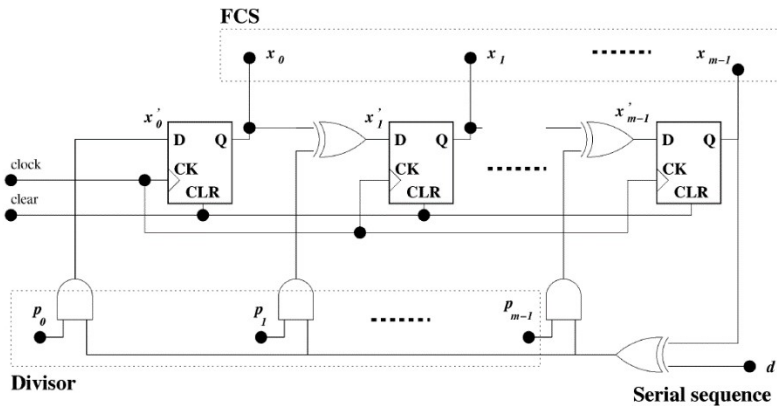 FCS
x0 x1 xm-1
x'0 x'1 x'm-1
D Q D Q D Q
clock
CK CK CK
CLR CLR CLR
clear
p0 p1 pm-1
Divisor
d
Serial sequence